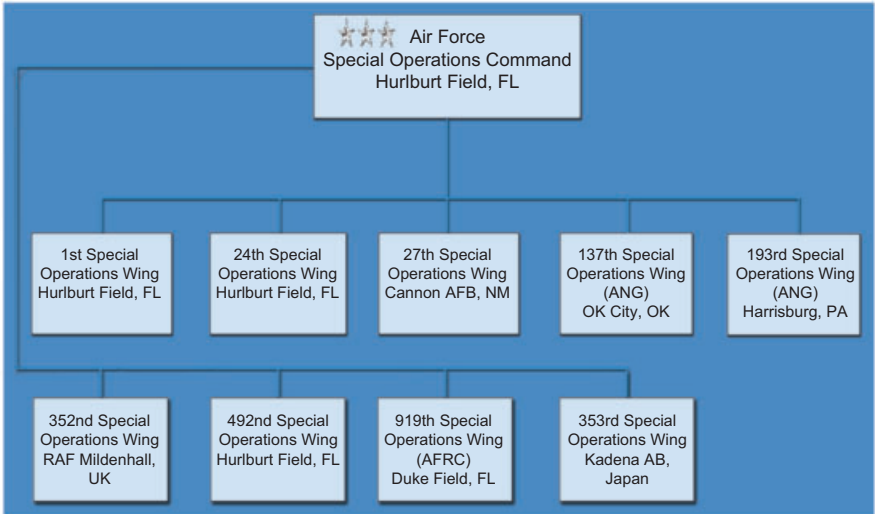 Air Force
Special Operations Command
Hurlburt Field, FL
1st Special
Operations Wing
Hurlburt Field, FL
24th Special
Operations Wing
Hurlburt Field, FL
27th Special
Operations Wing
Cannon AFB, NM
137th Special
Operations Wing
(ANG)
OK City, OK
193rd Special
Operations Wing
(ANG)
Harrisburg, PA
352nd Special
Operations Wing
RAF Mildenhall,
UK
492nd Special
Operations Wing
Hurlburt Field, FL
919th Special
Operations Wing
(AFRC)
Duke Field, FL
353rd Special
Operations Wing
Kadena AB,
Japan